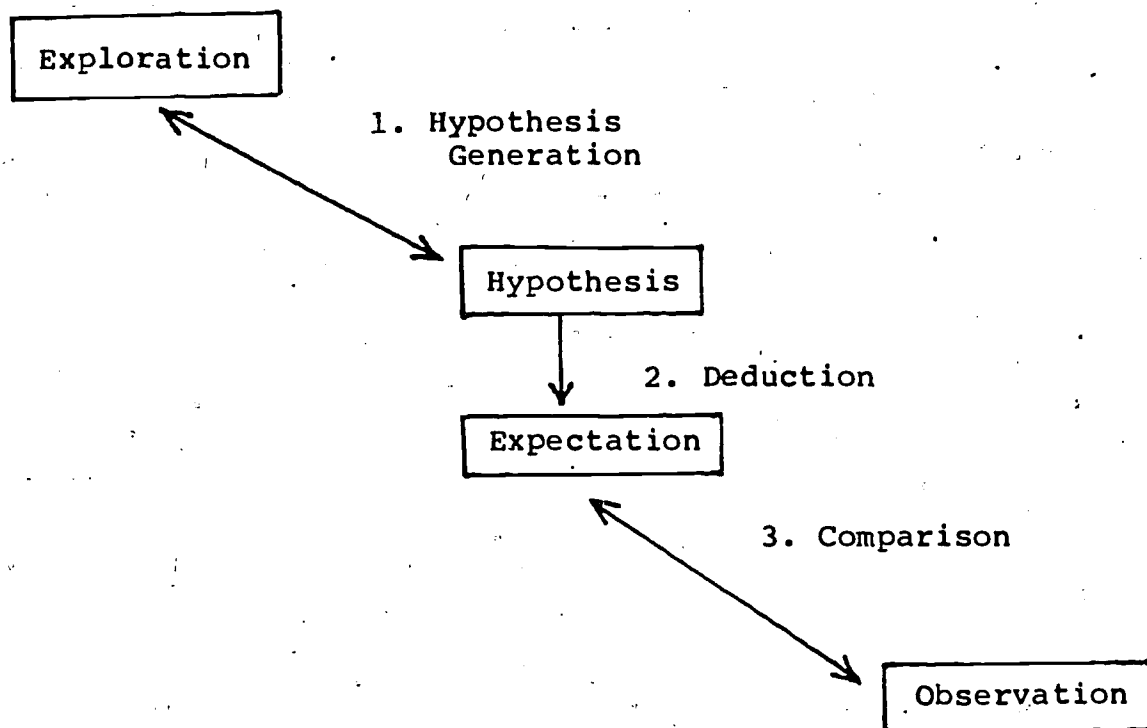 Exploration
1. Hypothesis
Generation
Hypothesis
2. Deduction
Expectation
3. Comparison
Observation